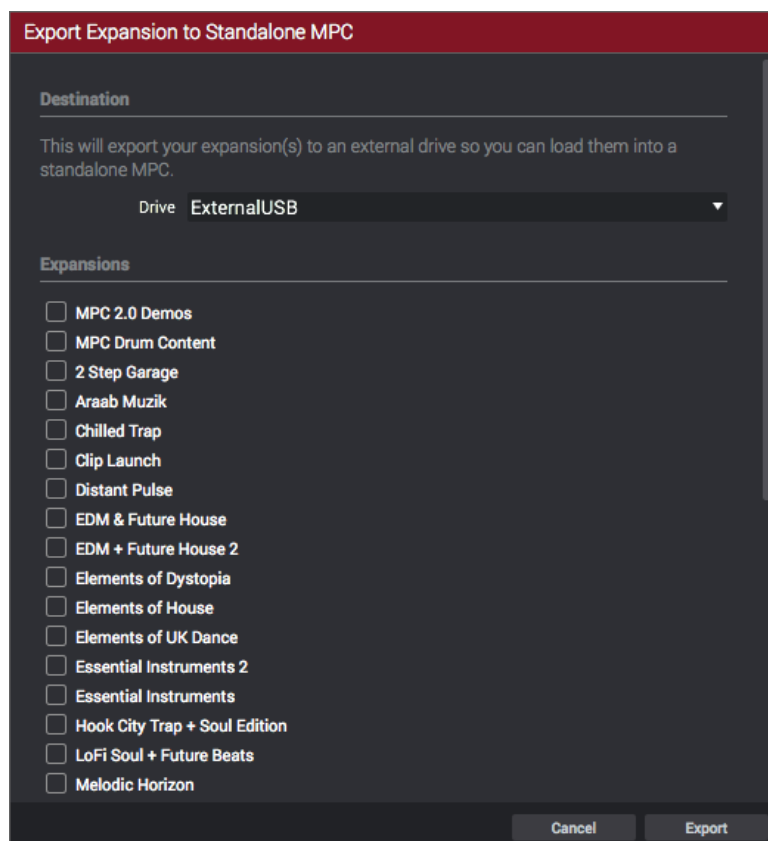 Export Expansion to Standalone MPC
Destination
This will export your expansion(s) to an external drive so you can load them into a
standalone MPC.
Drive ExternalUSB
Expansions
MPC 2.0 Demos
MPC Drum Content
2 Step Garage
Araab Muzik
Chilled Trap
Clip Launch
Distant Pulse
EDM & Future House
EDM + Future House 2
Elements of Dystopia
Elements of House
Elements of UK Dance
Essential Instruments 2
Essential Instruments
Hook City Trap + Soul Edition
LoFi Soul + Future Beats
Melodic Horizon
Cancel Export